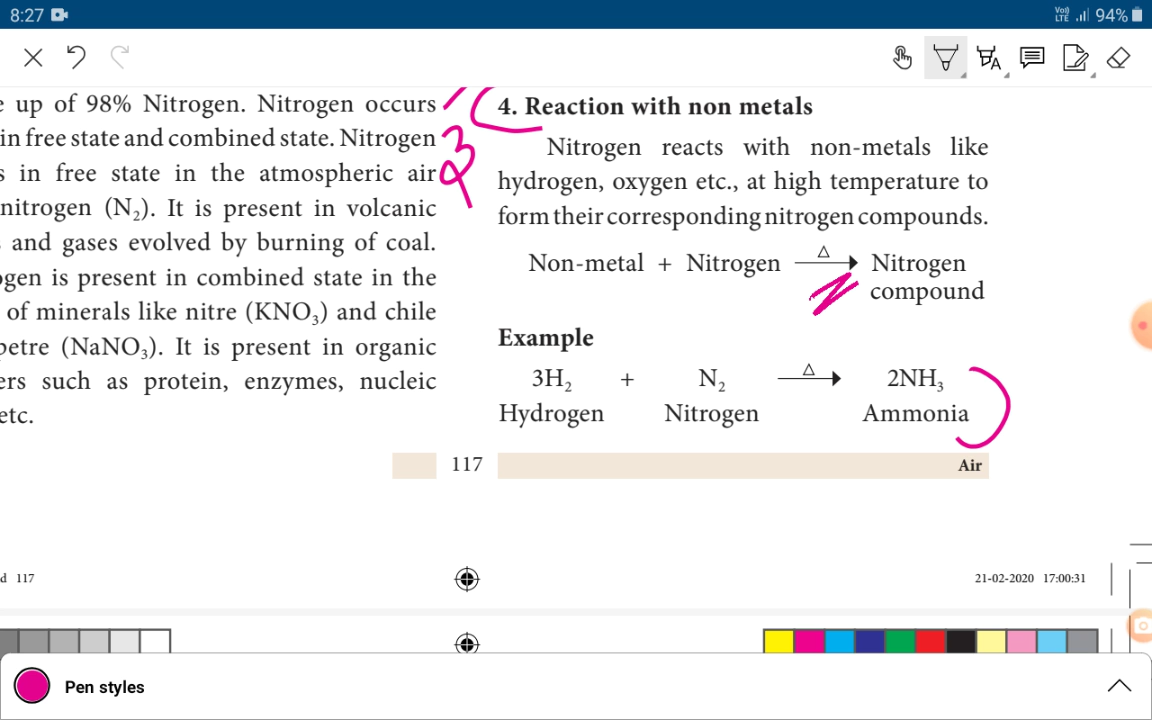 8:27
Vo)) LTE 94%
e up of 98% Nitrogen. Nitrogen occurs
in free state and combined state. Nitrogen
s in free state in the atmospheric air
nitrogen (N₂). It is present in volcanic
and gases evolved by burning of coal.
ogen is present in combined state in the
of minerals like nitre (KNO₃) and chile
petre (NaNO₃). It is present in organic
ers such as protein, enzymes, nucleic
etc.
117
4. Reaction with non metals
Nitrogen reacts with non-metals like
hydrogen, oxygen etc., at high temperature to
form their corresponding nitrogen compounds.
Non-metal + Nitrogen —Δ→ Nitrogen
compound
Example
3H₂ + N₂ —Δ→ 2NH₃
Hydrogen Nitrogen Ammonia
Air
d 117
21-02-2020 17:00:31
Pen styles